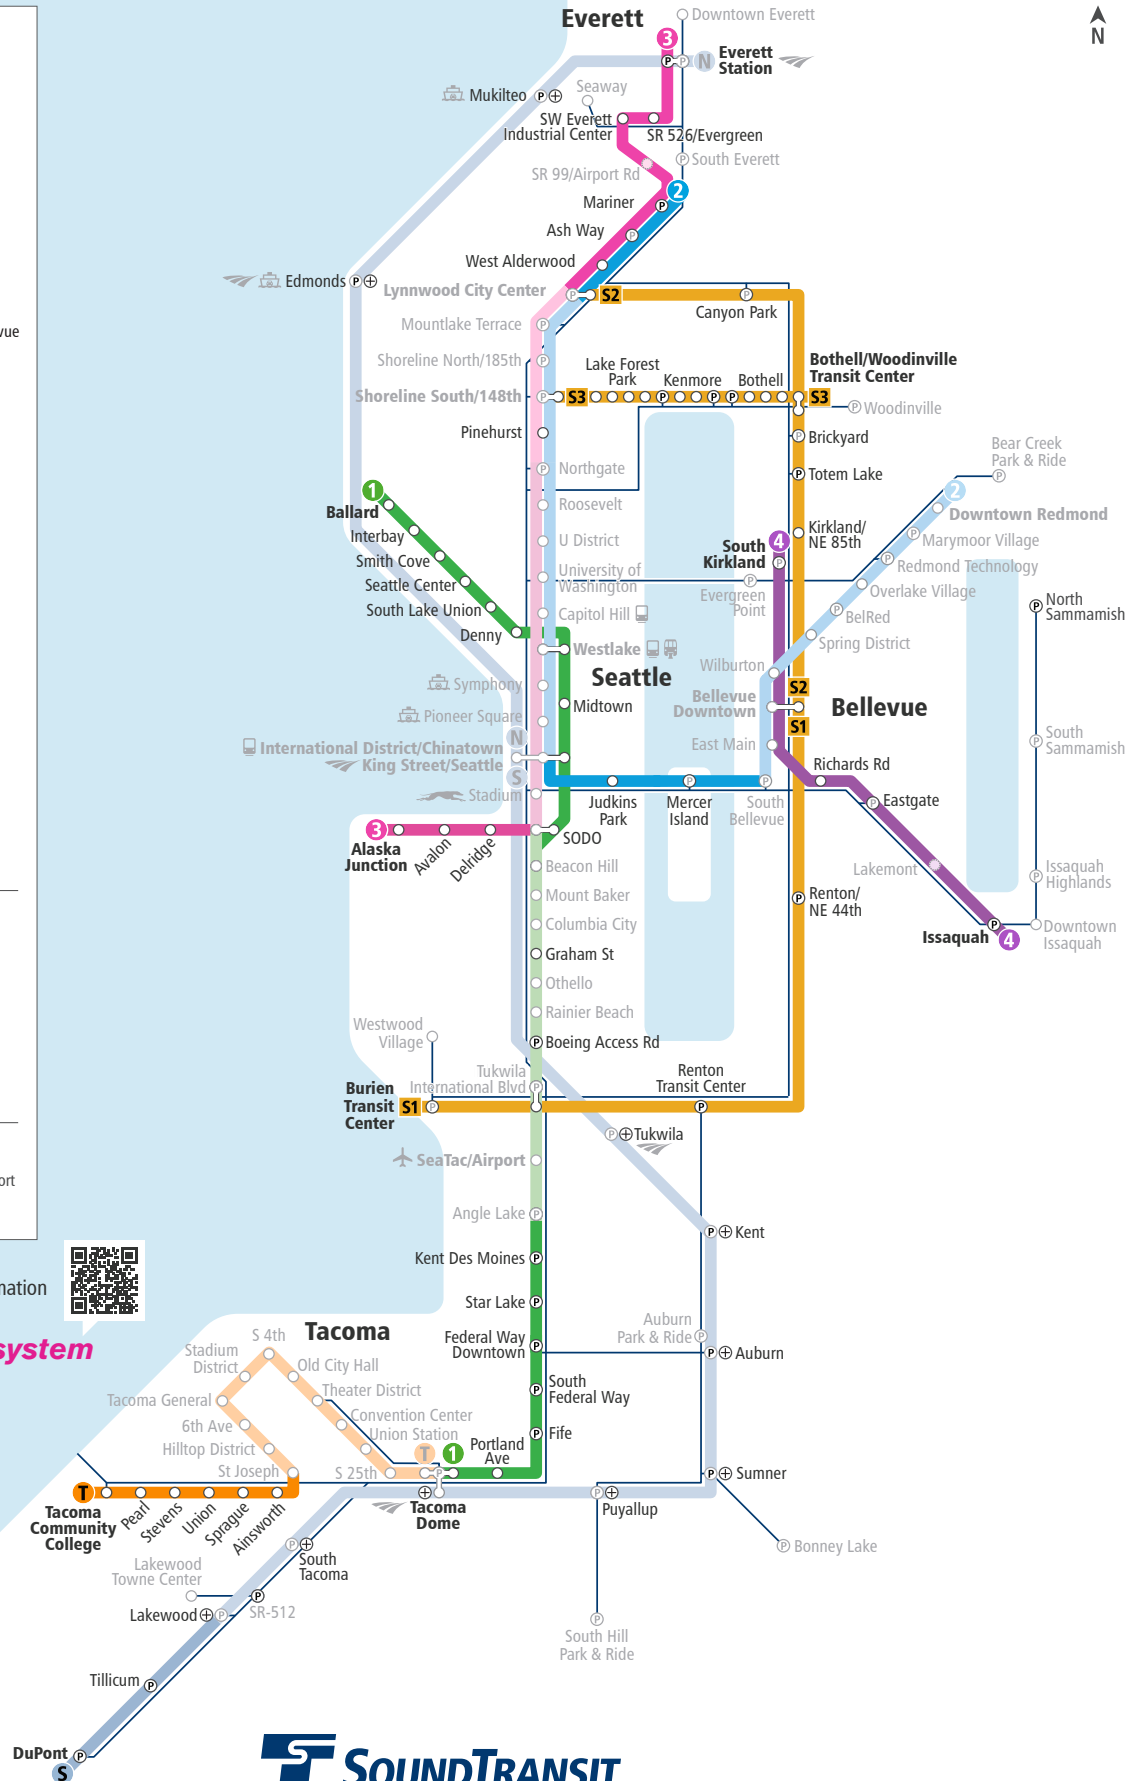 Everett
Downtown Everett
N
3
P
P
N
Everett
Station
Mukilteo
P
Seaway
SW Everett
Industrial Center
SR 526/Evergreen
SR 99/Airport Rd
P
South Everett
2
Mariner
P
Ash Way
P
West Alderwood
Edmonds
P
Lynnwood City Center
P
S2
P
Canyon Park
Mountlake Terrace
P
vue
Shoreline North/185th
P
Lake Forest
Park
Kenmore
Bothell
Bothell/Woodinville
Transit Center
Shoreline South/148th
P
S3
P
P
P
S3
P
Woodinville
Pinehurst
P
Brickyard
Bear Creek
Park & Ride
P
P
Northgate
P
Totem Lake
1
Ballard
2
Downtown Redmond
Roosevelt
Interbay
Kirkland/
NE 85th
P
Marymoor Village
U District
4
South
Kirkland
P
Smith Cove
P
Redmond Technology
University of
Washington
P
Evergreen
Point
Seattle Center
Overlake Village
South Lake Union
Capitol Hill
P
BelRed
P
North
Sammamish
Denny
Spring District
Westlake
Wilburton
Seattle
Symphony
S2
Bellevue
Downtown
Midtown
Bellevue
Pioneer Square
S1
N
International District/Chinatown
King Street/Seattle
East Main
P
South
Sammamish
S
Richards Rd
Stadium
Judkins
Park
P
Mercer
Island
P
South
Bellevue
P
Eastgate
3
Alaska
Junction
Avalon
Delridge
SODO
Beacon Hill
Lakemont
P
Issaquah
Highlands
Mount Baker
P
Renton/
NE 44th
Columbia City
P
Issaquah
4
Downtown
Issaquah
Graham St
Othello
Rainier Beach
Westwood
Village
P
Boeing Access Rd
Tukwila
International Blvd
P
Renton
Transit Center
P
Burien
Transit
Center
S1
P
P
Tukwila
SeaTac/Airport
ort
Angle Lake
P
P
Kent
Kent Des Moines
P
mation
Star Lake
P
Auburn
Park & Ride
P
system
Tacoma
Federal Way
Downtown
P
P
Auburn
S 4th
Stadium
District
Old City Hall
South
Federal Way
P
Theater District
Tacoma General
Convention Center
6th Ave
Union Station
P
Fife
Hilltop District
T
1
Portland
Ave
St Joseph
S 25th
P
P
Sumner
T
Tacoma
Community
College
Pearl
Stevens
Union
Sprague
Ainsworth
Tacoma
Dome
P
Puyallup
P
South
Tacoma
P
Bonney Lake
Lakewood
Towne Center
P
SR-512
Lakewood
P
P
South Hill
Park & Ride
Tillicum
P
DuPont
P
S
SOUNDTRANSIT